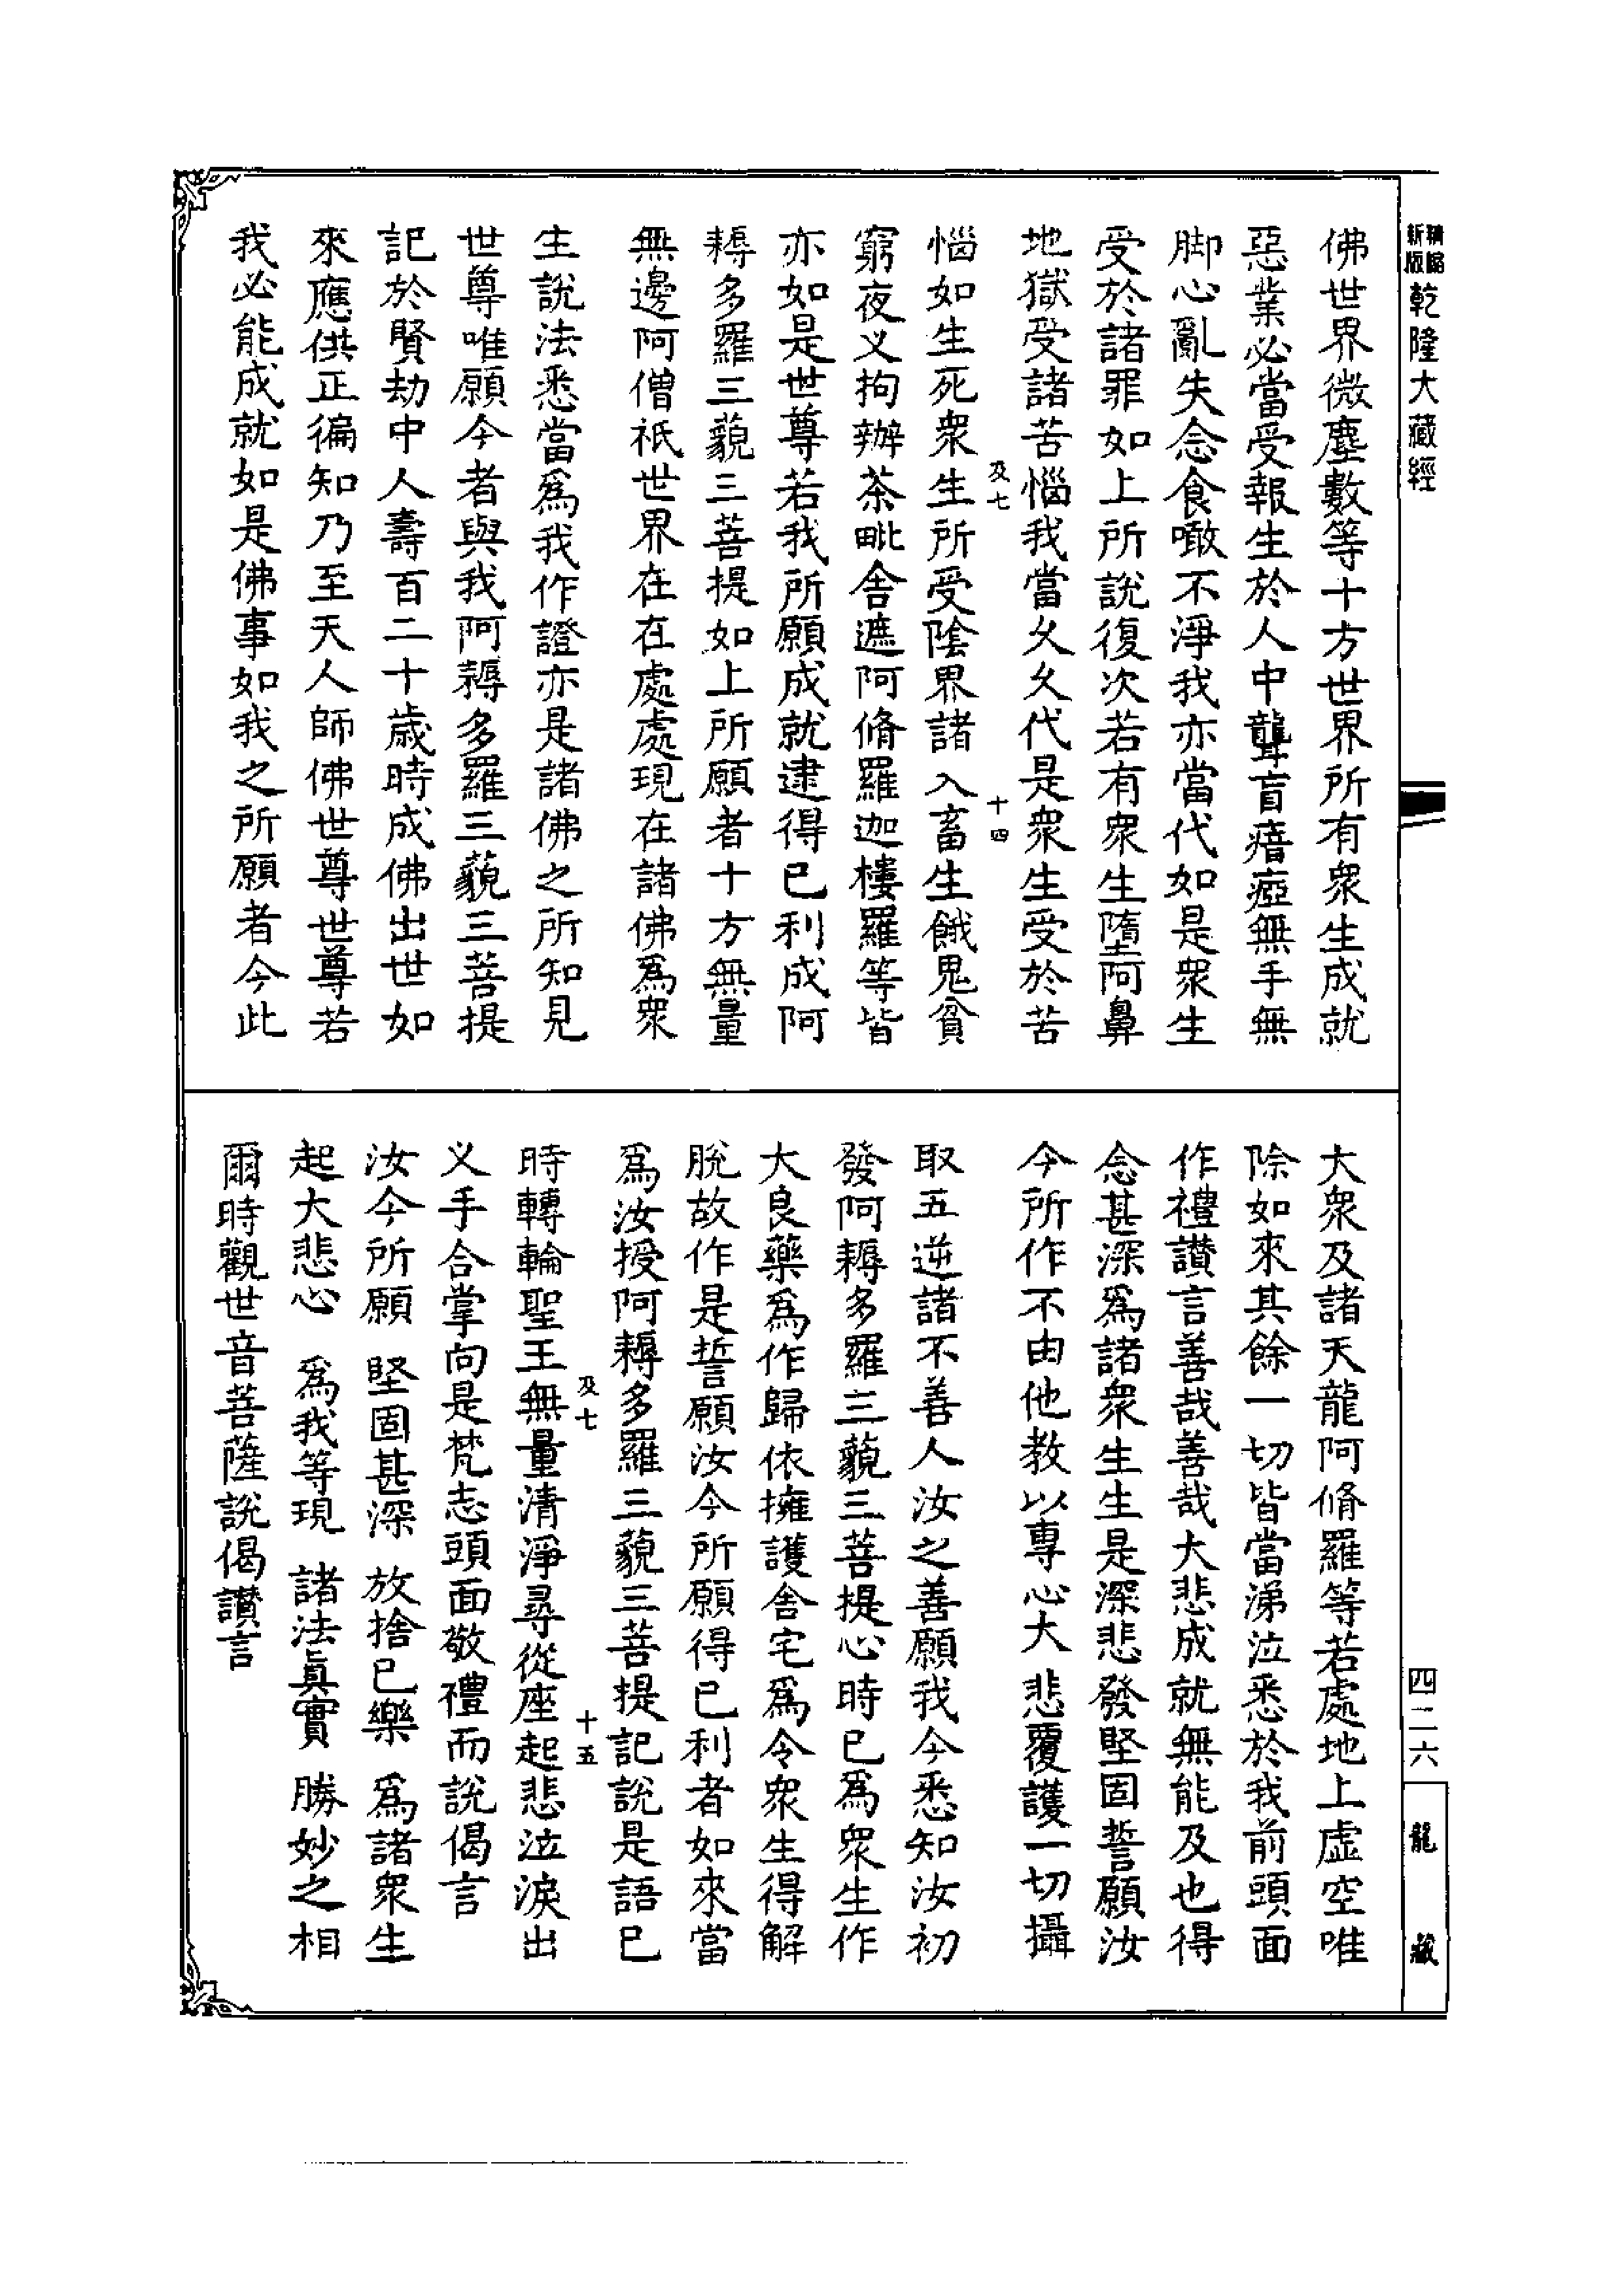 新版 精縮 乾隆大藏經
佛世界微塵數等十方世界所有衆生成就
惡業必當受報生於人中聾盲瘖瘂無手無
脚心亂失念食噉不淨我亦當代如是衆生
受於諸罪如上所說復次若有衆生墮阿鼻
地獄受諸苦惱我當久久代是衆生受於苦
及七 十四
惱如生死衆生所受陰界諸入畜生餓鬼貧
窮夜叉拘辦茶毗舍遮阿脩羅迦樓羅等皆
亦如是世尊若我所願成就逮得已利成阿
耨多羅三藐三菩提如上所願者十方無量
無邊阿僧祇世界在在處處現在諸佛爲衆
生說法悉當爲我作證亦是諸佛之所知見
世尊唯願今者與我阿耨多羅三藐三菩提
記於賢劫中人壽百二十歲時成佛出世如
來應供正徧知乃至天人師佛世尊世尊若
我必能成就如是佛事如我之所願者今此
大衆及諸天龍阿脩羅等若處地上虛空唯
除如來其餘一切皆當涕泣悉於我前頭面
作禮讚言善哉善哉大悲成就無能及也得
念甚深爲諸衆生生是深悲發堅固誓願汝
今所作不由他教以專心大悲覆護一切攝
取五逆諸不善人汝之善願我今悉知汝初
發阿耨多羅三藐三菩提心時已爲衆生作
大良藥爲作歸依擁護舍宅爲令衆生得解
脫故作是誓願汝今所願得已利者如來當
爲汝授阿耨多羅三藐三菩提記說是語已
及七 十五
時轉輪聖王無量清淨尋從座起悲泣淚出
叉手合掌向是梵志頭面敬禮而說偈言
汝今所願 堅固甚深 放捨已樂 爲諸衆生
起大悲心 爲我等現 諸法眞實 勝妙之相
爾時觀世音菩薩說偈讚言
四二六
龍藏